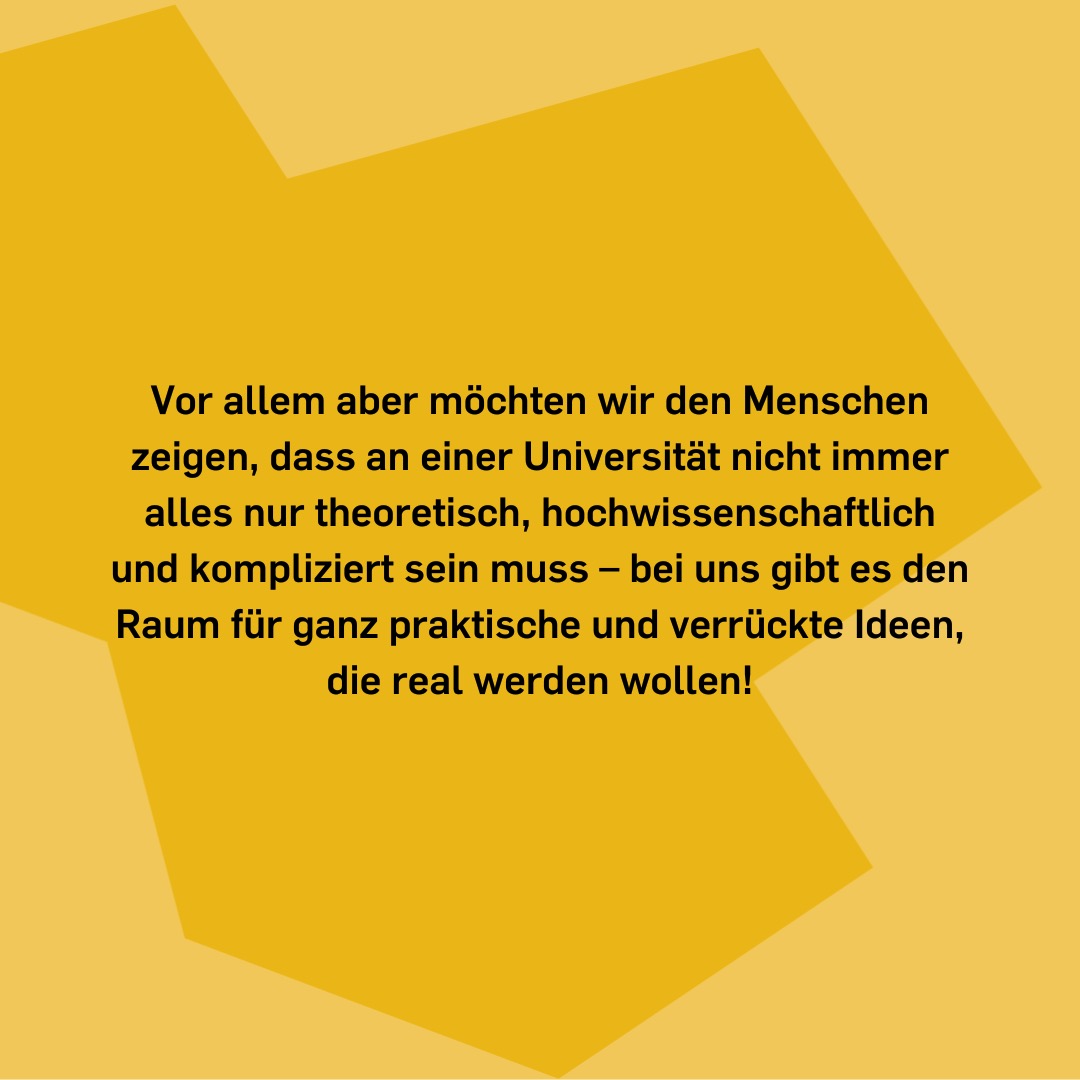 Vor allem aber möchten wir den Menschen
zeigen, dass an einer Universität nicht immer
alles nur theoretisch, hochwissenschaftlich
und kompliziert sein muss – bei uns gibt es den
Raum für ganz praktische und verrückte Ideen,
die real werden wollen!